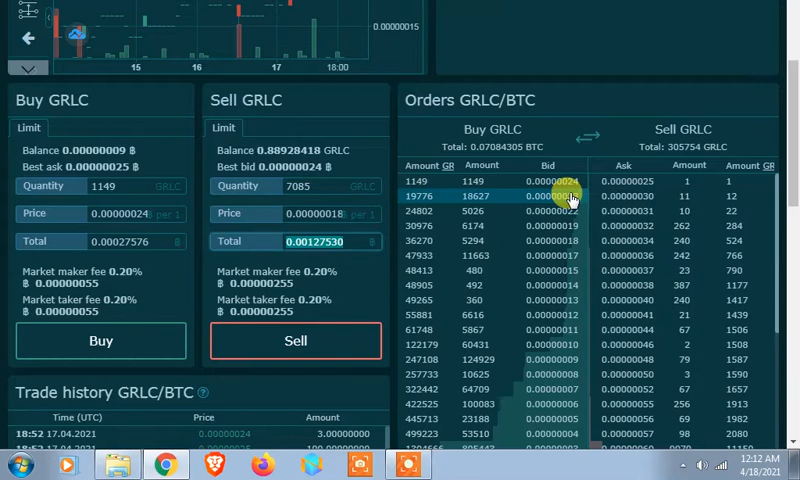 0.00000015
15 16 17 18:00
Buy GRLC
Limit
Balance 0.00000009 ฿
Best ask 0.00000025 ฿
Quantity 1149 GRLC
Price 0.00000024 ฿ per 1
Total 0.00027576 ฿
Market maker fee 0.20%
฿ 0.00000055
Market taker fee 0.20%
฿ 0.00000055
Buy
Sell GRLC
Limit
Balance 0.88928418 GRLC
Best bid 0.00000024 ฿
Quantity 7085 GRLC
Price 0.00000018 ฿ per 1
Total 0.00127530 ฿
Market maker fee 0.20%
฿ 0.00000255
Market taker fee 0.20%
฿ 0.00000255
Sell
Orders GRLC/BTC
Buy GRLC Sell GRLC
Total: 0.07084305 BTC Total: 305754 GRLC
Amount GR Amount Bid Ask Amount Amount GR
1149 1149 0.00000024 0.00000025 1 1
19776 18627 0.00000030 11 12
24802 5026 0.00000022 0.00000031 10 22
30976 6174 0.00000019 0.00000032 262 284
36270 5294 0.00000018 0.00000034 240 524
47933 11663 0.00000017 0.00000036 242 766
48413 480 0.00000015 0.00000037 23 790
48905 492 0.00000014 0.00000038 387 1177
49265 360 0.00000013 0.00000040 240 1417
55881 6616 0.00000012 0.00000043 21 1439
61748 5867 0.00000011 0.00000044 67 1506
122179 60431 0.00000010 0.00000046 2 1508
247108 124929 0.00000009 0.00000048 79 1587
257733 10625 0.00000008 0.00000050 3 1590
322442 64709 0.00000007 0.00000052 67 1657
422525 100083 0.00000006 0.00000055 256 1913
445713 23188 0.00000005 0.00000056 69 1982
499223 53510 0.00000004 0.00000057 98 2080
Trade history GRLC/BTC
Time (UTC) Price Amount
18:52 17.04.2021 0.00000024 3.00000000
12:12 AM
4/18/2021